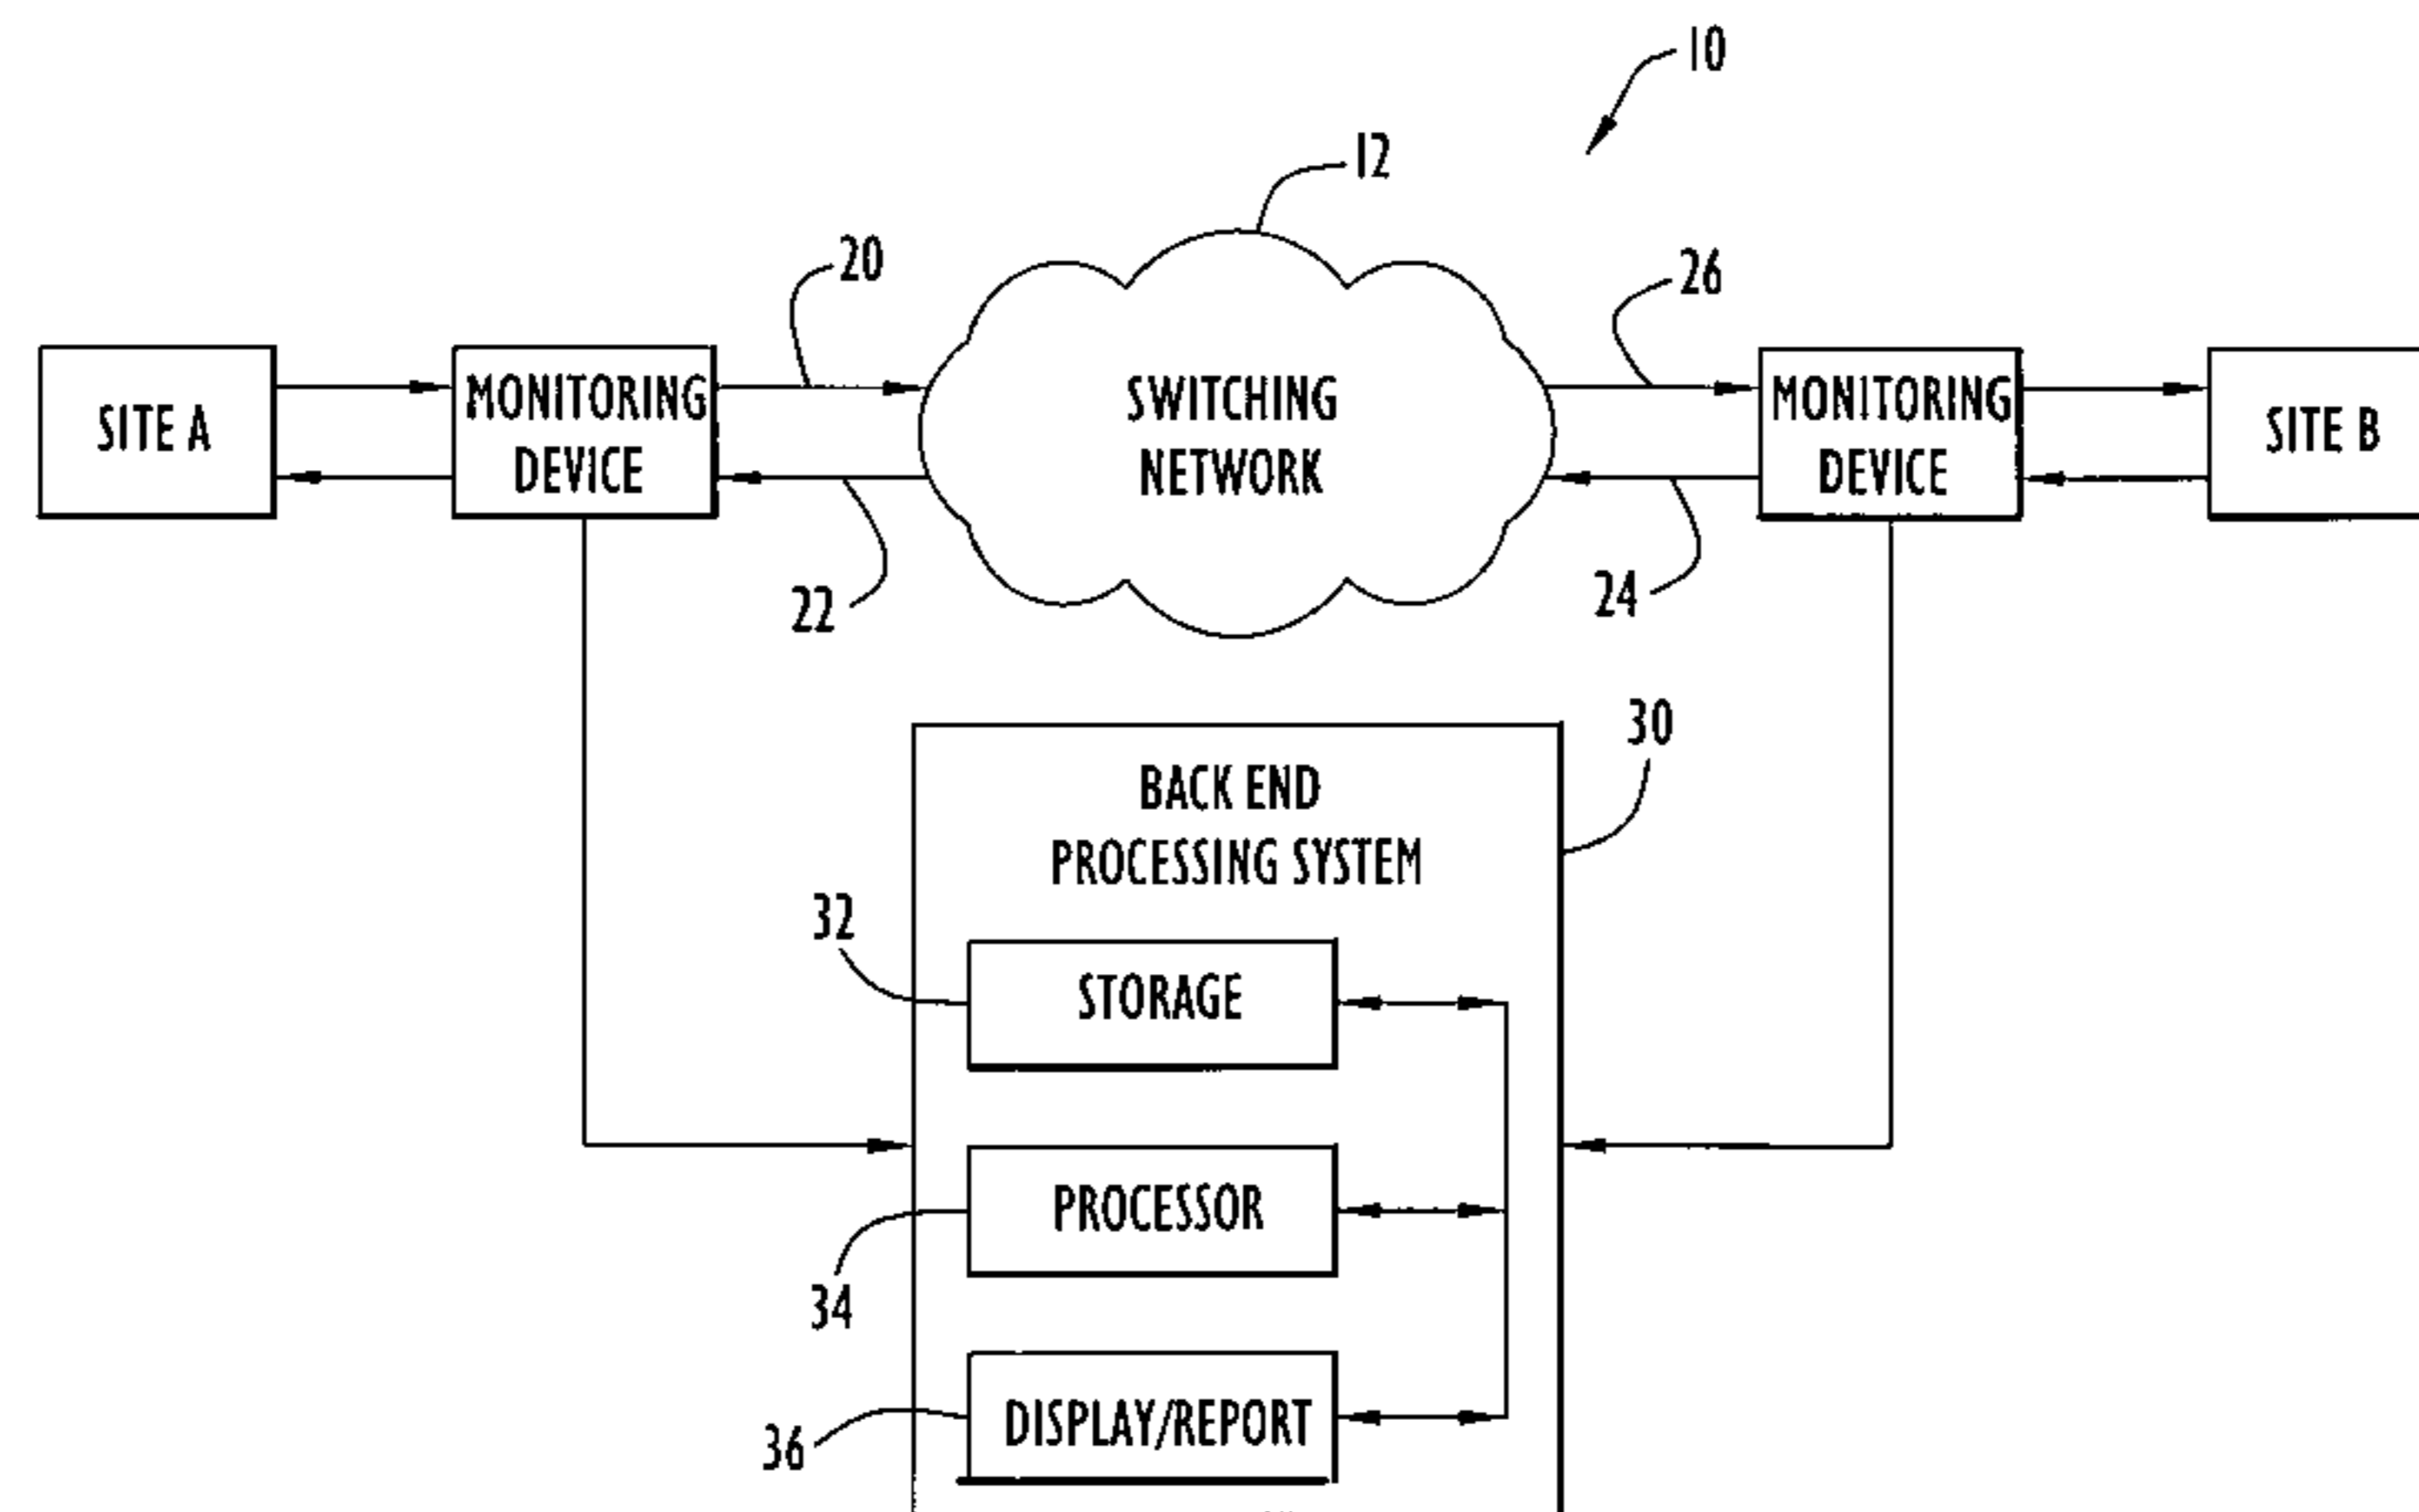 10
12
20
26
SITE A
MONITORING
DEVICE
SWITCHING
NETWORK
MONITORING
DEVICE
SITE B
22
24
30
BACK END
PROCESSING SYSTEM
32
STORAGE
PROCESSOR
34
DISPLAY/REPORT
36